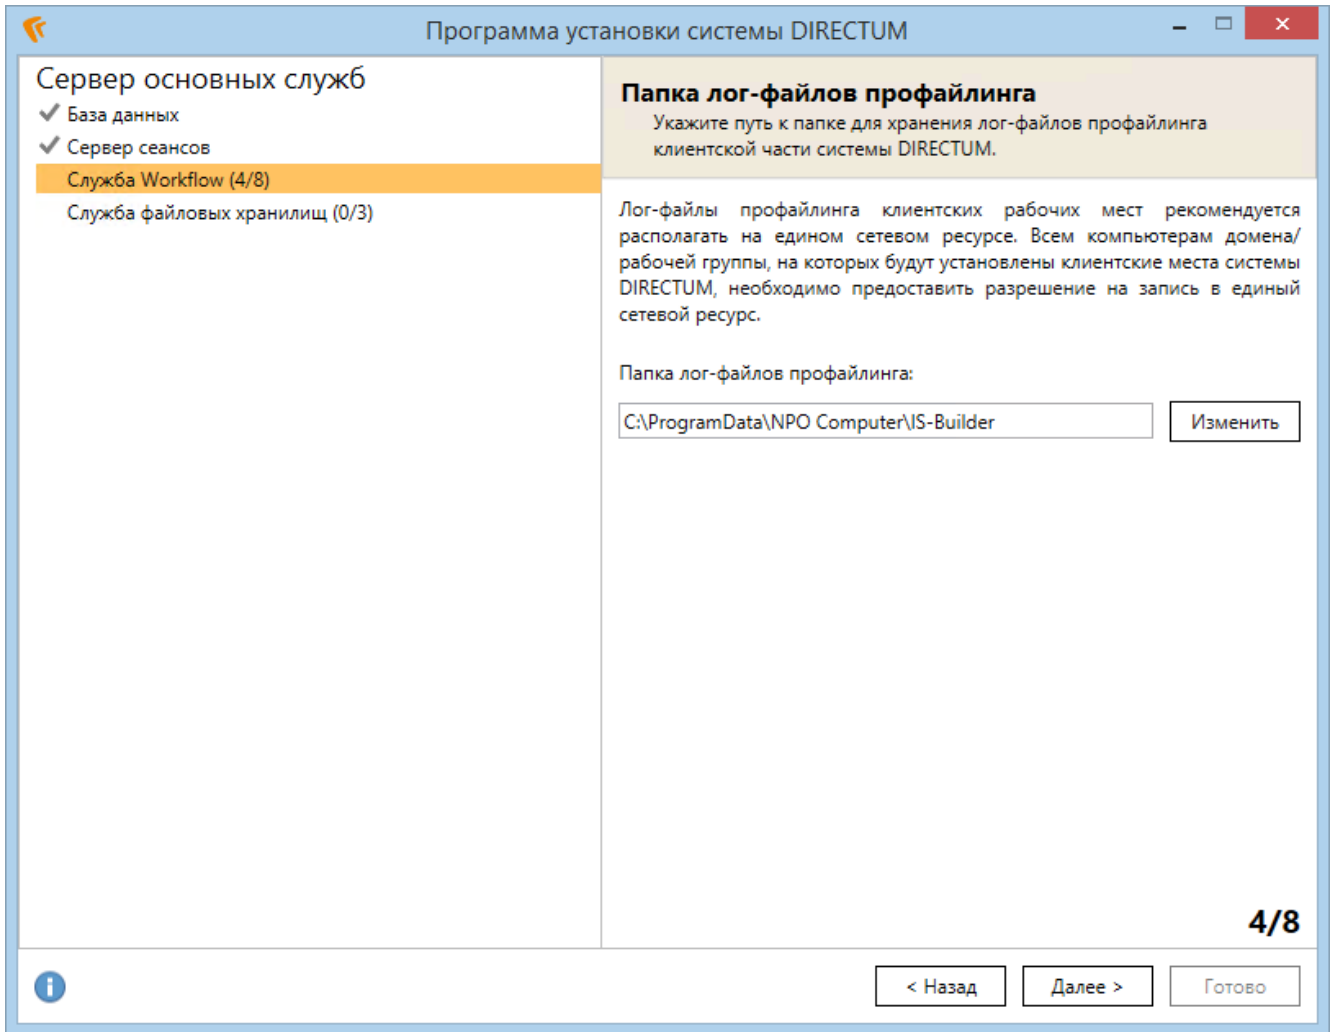 Программа установки системы DIRECTUM
Сервер основных служб
База данных
Сервер сеансов
Служба Workflow (4/8)
Служба файловых хранилищ (0/3)
Папка лог-файлов профайлинга
Укажите путь к папке для хранения лог-файлов профайлинга
клиентской части системы DIRECTUM.
Лог-файлы профайлинга клиентских рабочих мест рекомендуется
располагать на едином сетевом ресурсе. Всем компьютерам домена/
рабочей группы, на которых будут установлены клиентские места системы
DIRECTUM, необходимо предоставить разрешение на запись в единый
сетевой ресурс.
Папка лог-файлов профайлинга:
C:\ProgramData\NPO Computer\IS-Builder
Изменить
4/8
< Назад
Далее >
Готово